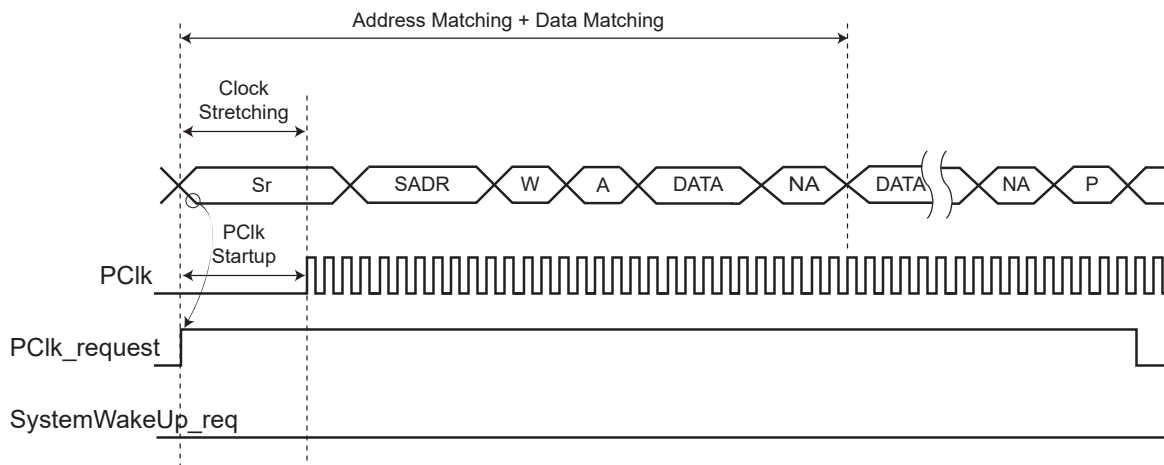 Address Matching + Data Matching
Clock
Stretching
Sr SADR W A DATA NA DATA NA P
PClk
Startup
PClk
PClk_request
SystemWakeUp_req